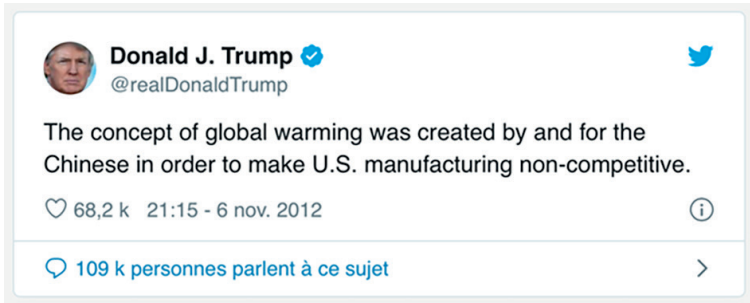 Donald J. Trump
@realDonaldTrump
The concept of global warming was created by and for the
Chinese in order to make U.S. manufacturing non-competitive.
68,2 k 21:15 - 6 nov. 2012
109 k personnes parlent à ce sujet